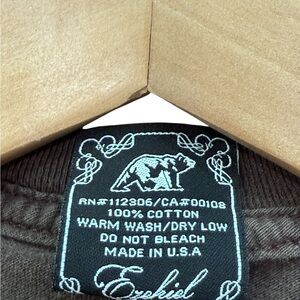 RN#112306/CA#00108
100% COTTON
WARM WASH/DRY LOW
DO NOT BLEACH
MADE IN U.S.A
Ezekiel